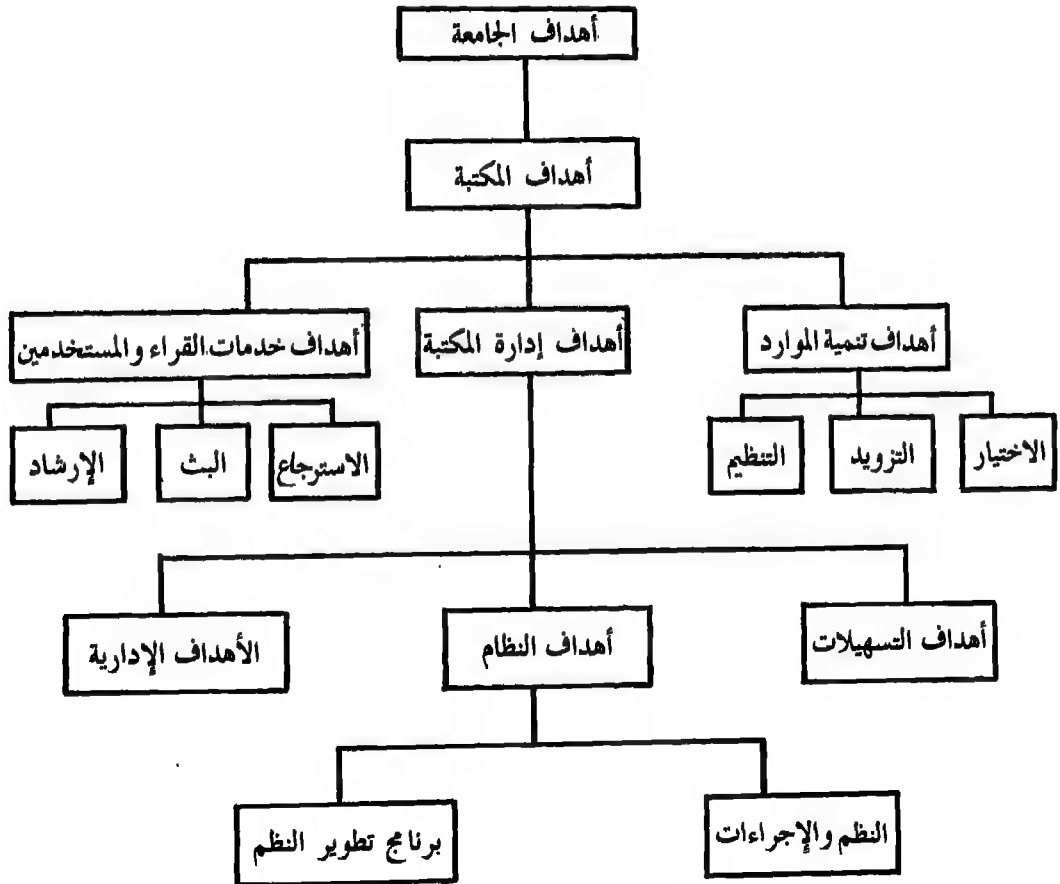 أهداف الجامعة
أهداف المكتبة
أهداف تنمية الموارد
أهداف إدارة المكتبة
أهداف خدمات القراء والمستخدمين
الاختيار
التزويد
التنظيم
الاسترجاع
البث
الإرشاد
أهداف التسهيلات
أهداف النظام
الأهداف الإدارية
النظم والإجراءات
برنامج تطوير النظم